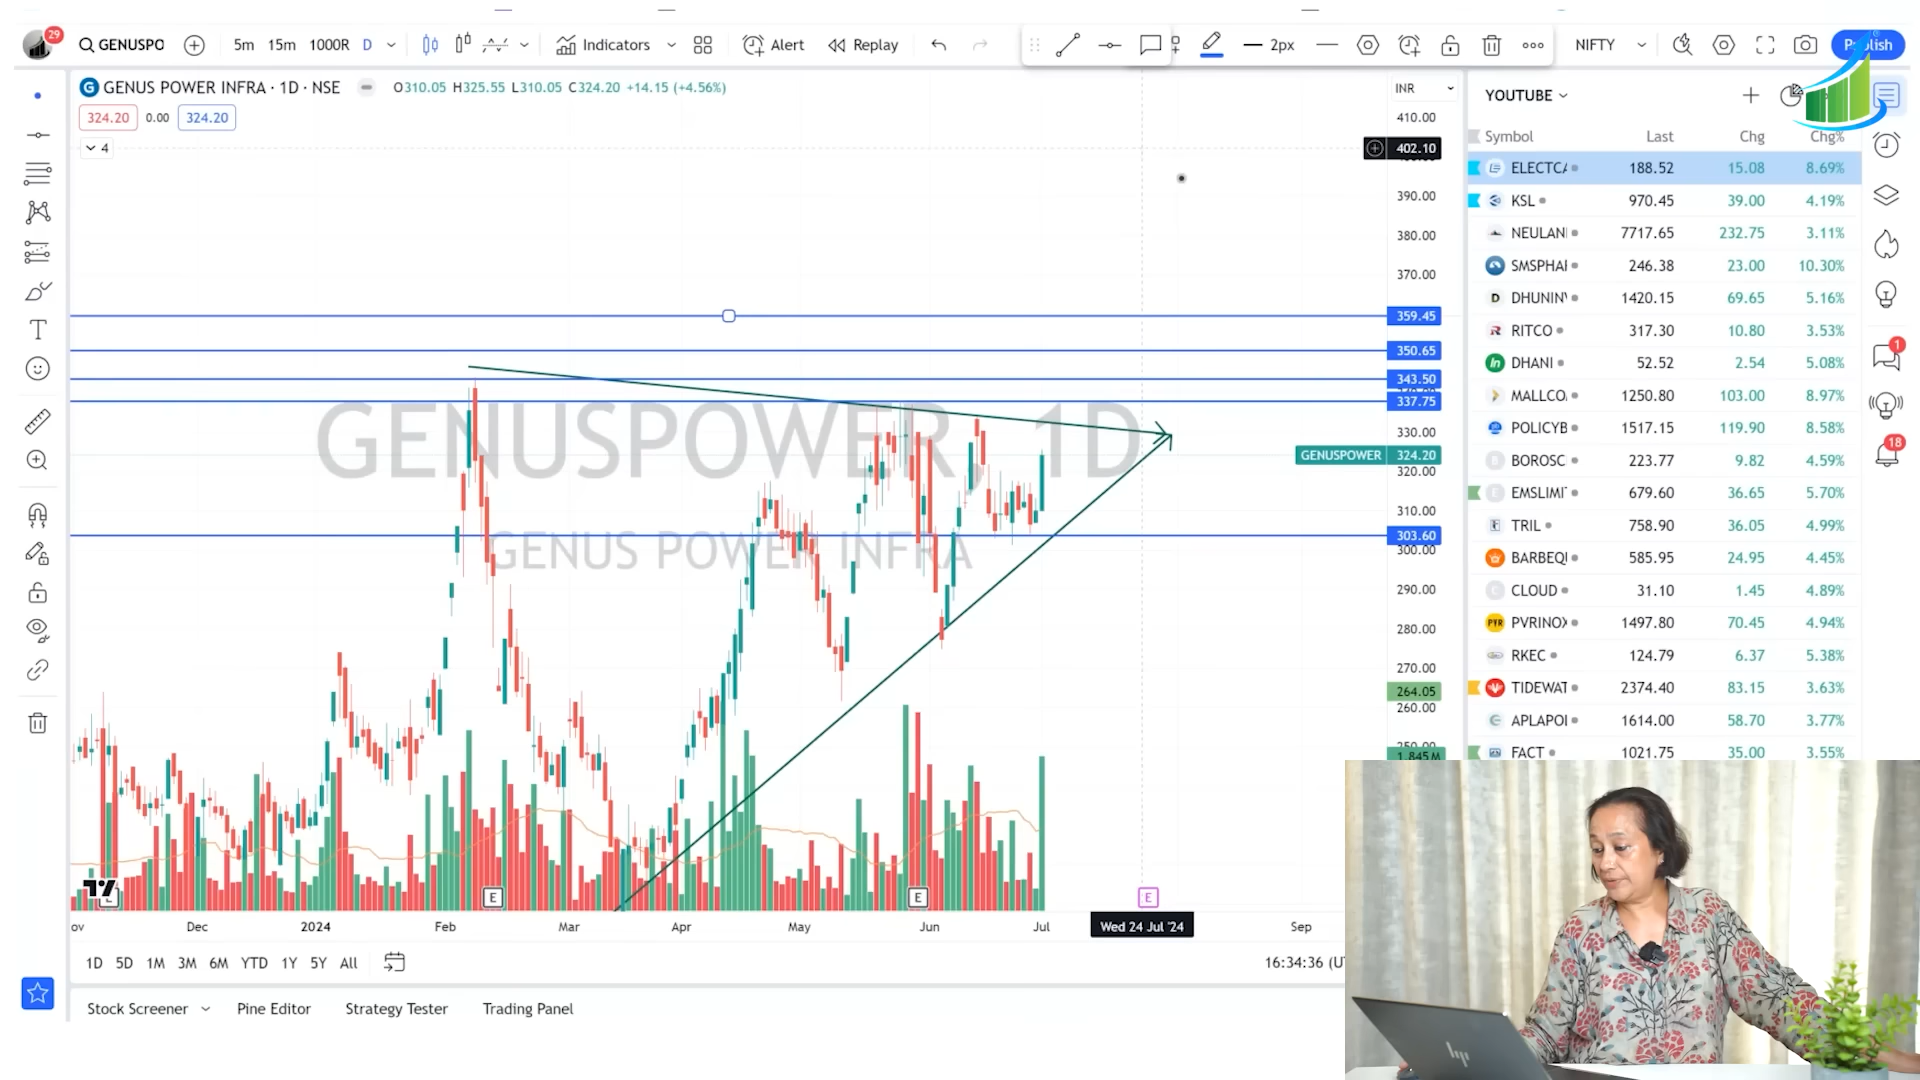 29
GENUSPO
5m 15m 1000R D
Indicators
Alert
Replay
2px
NIFTY
GENUS POWER INFRA · 1D · NSE
O310.05 H325.55 L310.05 C324.20 +14.15 (+4.56%)
INR
324.20 0.00 324.20
4
410.00
402.10
390.00
380.00
370.00
359.45
350.65
343.50
337.75
330.00
GENUSPOWER 324.20
320.00
310.00
303.60
300.00
290.00
280.00
270.00
264.05
260.00
1.845M
GENUSPOWER, 1D
GENUS POWER INFRA
E E E
Dec 2024 Feb Mar Apr May Jun Jul Wed 24 Jul '24 Sep
1D 5D 1M 3M 6M YTD 1Y 5Y All
16:34:36
Stock Screener Pine Editor Strategy Tester Trading Panel
YOUTUBE
Symbol Last Chg Chg%
ELECTCA 188.52 15.08 8.69%
KSL 970.45 39.00 4.19%
NEULAN 7717.65 232.75 3.11%
SMSPHA 246.38 23.00 10.30%
DHUNIN 1420.15 69.65 5.16%
RITCO 317.30 10.80 3.53%
DHANI 52.52 2.54 5.08%
MALLCO 1250.80 103.00 8.97%
POLICYB 1517.15 119.90 8.58%
BOROSC 223.77 9.82 4.59%
EMSLIMI 679.60 36.65 5.70%
TRIL 758.90 36.05 4.99%
BARBEQ 585.95 24.95 4.45%
CLOUD 31.10 1.45 4.89%
PVRINOX 1497.80 70.45 4.94%
RKEC 124.79 6.37 5.38%
TIDEWAT 2374.40 83.15 3.63%
APLAPOI 1614.00 58.70 3.77%
FACT 1021.75 35.00 3.55%
1
18
hp